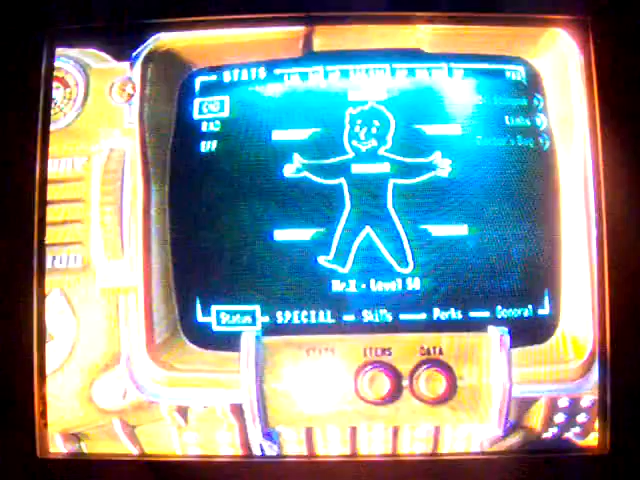 STATS
CND
RAD
EFF
Limbs
Doctor's Bag
Mr.X - Level 50
Status SPECIAL Skills Perks General
STATS ITEMS DATA